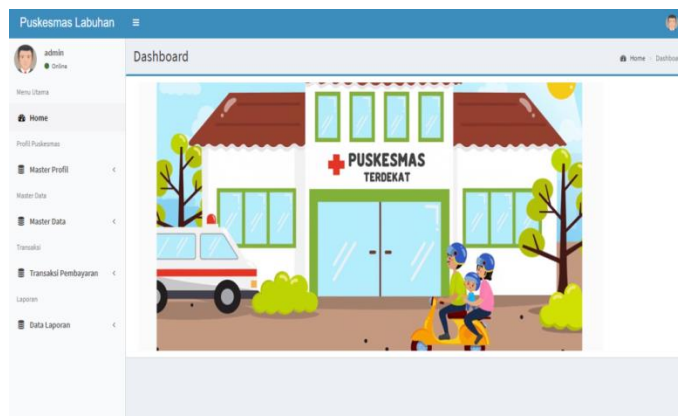 Puskesmas Labuhan
admin
Online
Menu Utama
Home
Profil Puskesmas
Master Profil
Master Data
Master Data
Transaksi
Transaksi Pembayaran
Laporan
Data Laporan
Dashboard
Home
PUSKESMAS
TERDEKAT